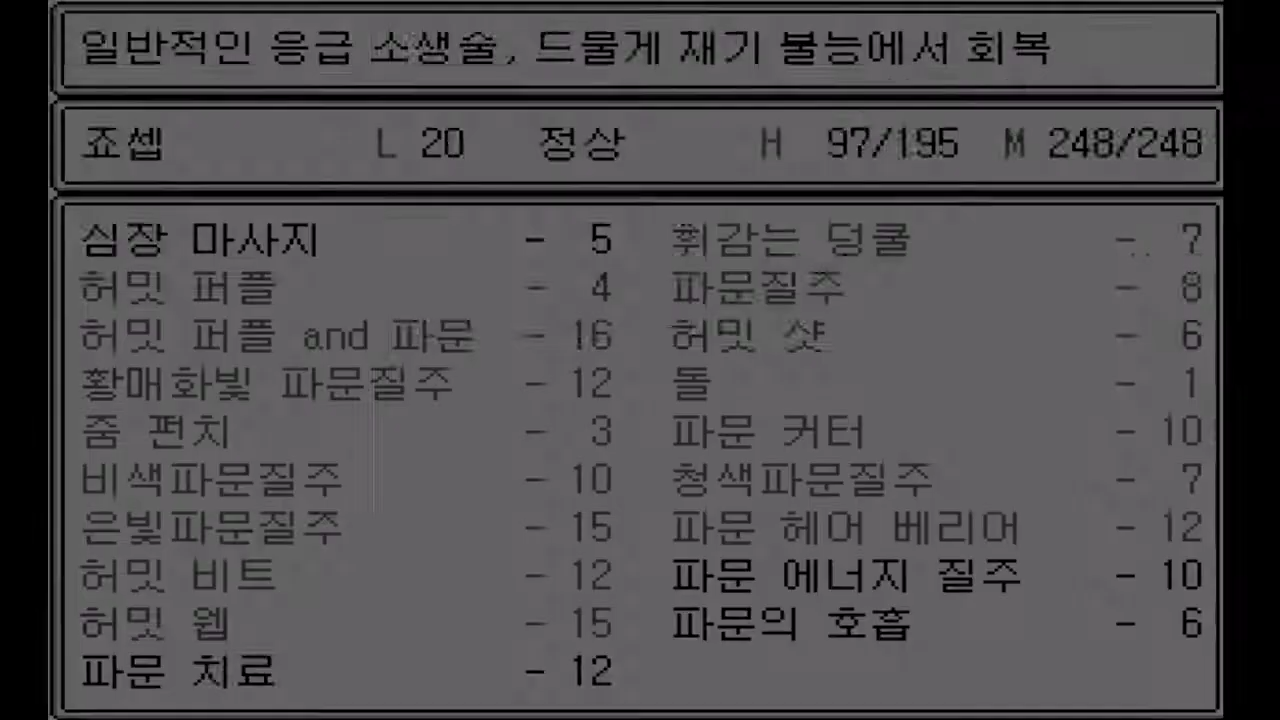 일반적인 응급 소생술, 드물게 재기 불능에서 회복
죠셉 L 20 정상 H 97/195 M 248/248
심장 마사지 - 5 휘감는 덩쿨 - 7
허밋 퍼플 - 4 파문질주 - 8
허밋 퍼플 and 파문 - 16 허밋 샷 - 6
황매화빛 파문질주 - 12 돌 - 1
줌 펀치 - 3 파문 커터 - 10
비색파문질주 - 10 청색파문질주 - 7
은빛파문질주 - 15 파문 헤어 베리어 - 12
허밋 비트 - 12 파문 에너지 질주 - 10
허밋 웹 - 15 파문의 호흡 - 6
파문 치료 - 12